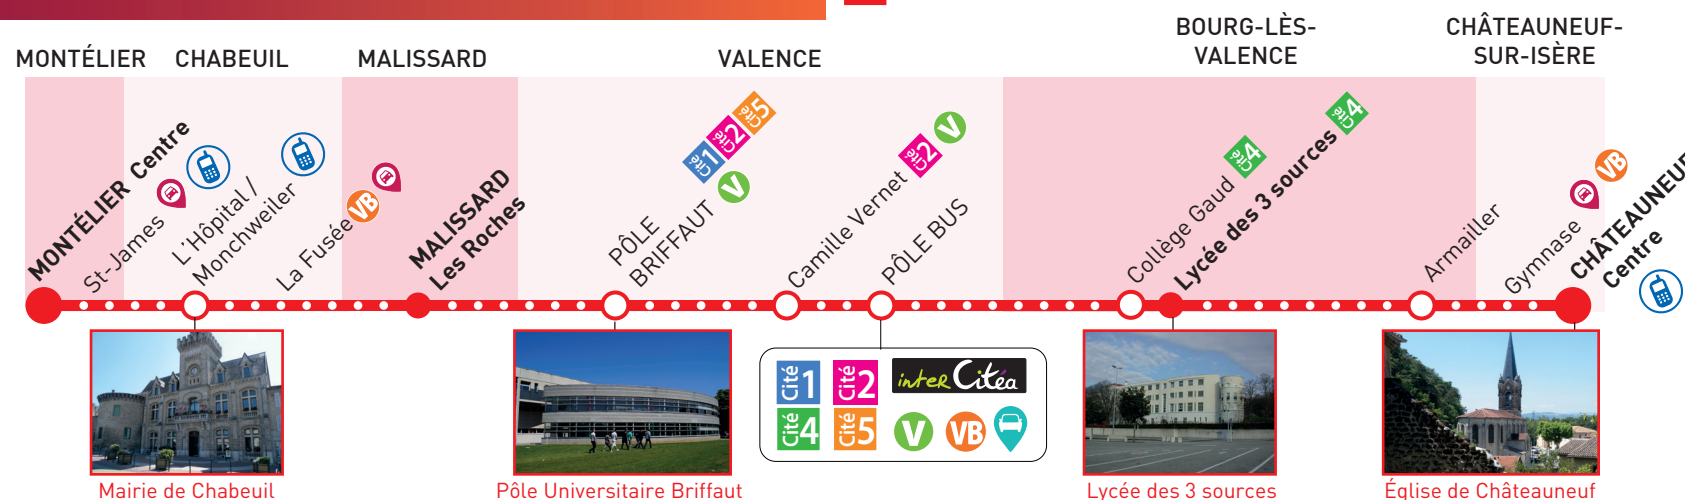 MONTÉLIER
CHABEUIL
MALISSARD
VALENCE
BOURG-LÈS-
VALENCE
CHÂTEAUNEUF-
SUR-ISÈRE
MONTÉLIER Centre
St-James
L'Hôpital /
Monchweiler
La Fusée
VB
MALISSARD
Les Roches
PÔLE
BRIFFAUT
Cité 1
Cité 2
Cité 5
V
Camille Vernet
Cité 2
V
PÔLE BUS
Collège Gaud
Cité 4
Lycée des 3 sources
Cité 4
Armailler
Gymnase
VB
CHÂTEAUNEUF
Centre
Cité 1
Cité 2
inter Citéa
Cité 4
Cité 5
V
VB
Mairie de Chabeuil
Pôle Universitaire Briffaut
Lycée des 3 sources
Église de Châteauneuf